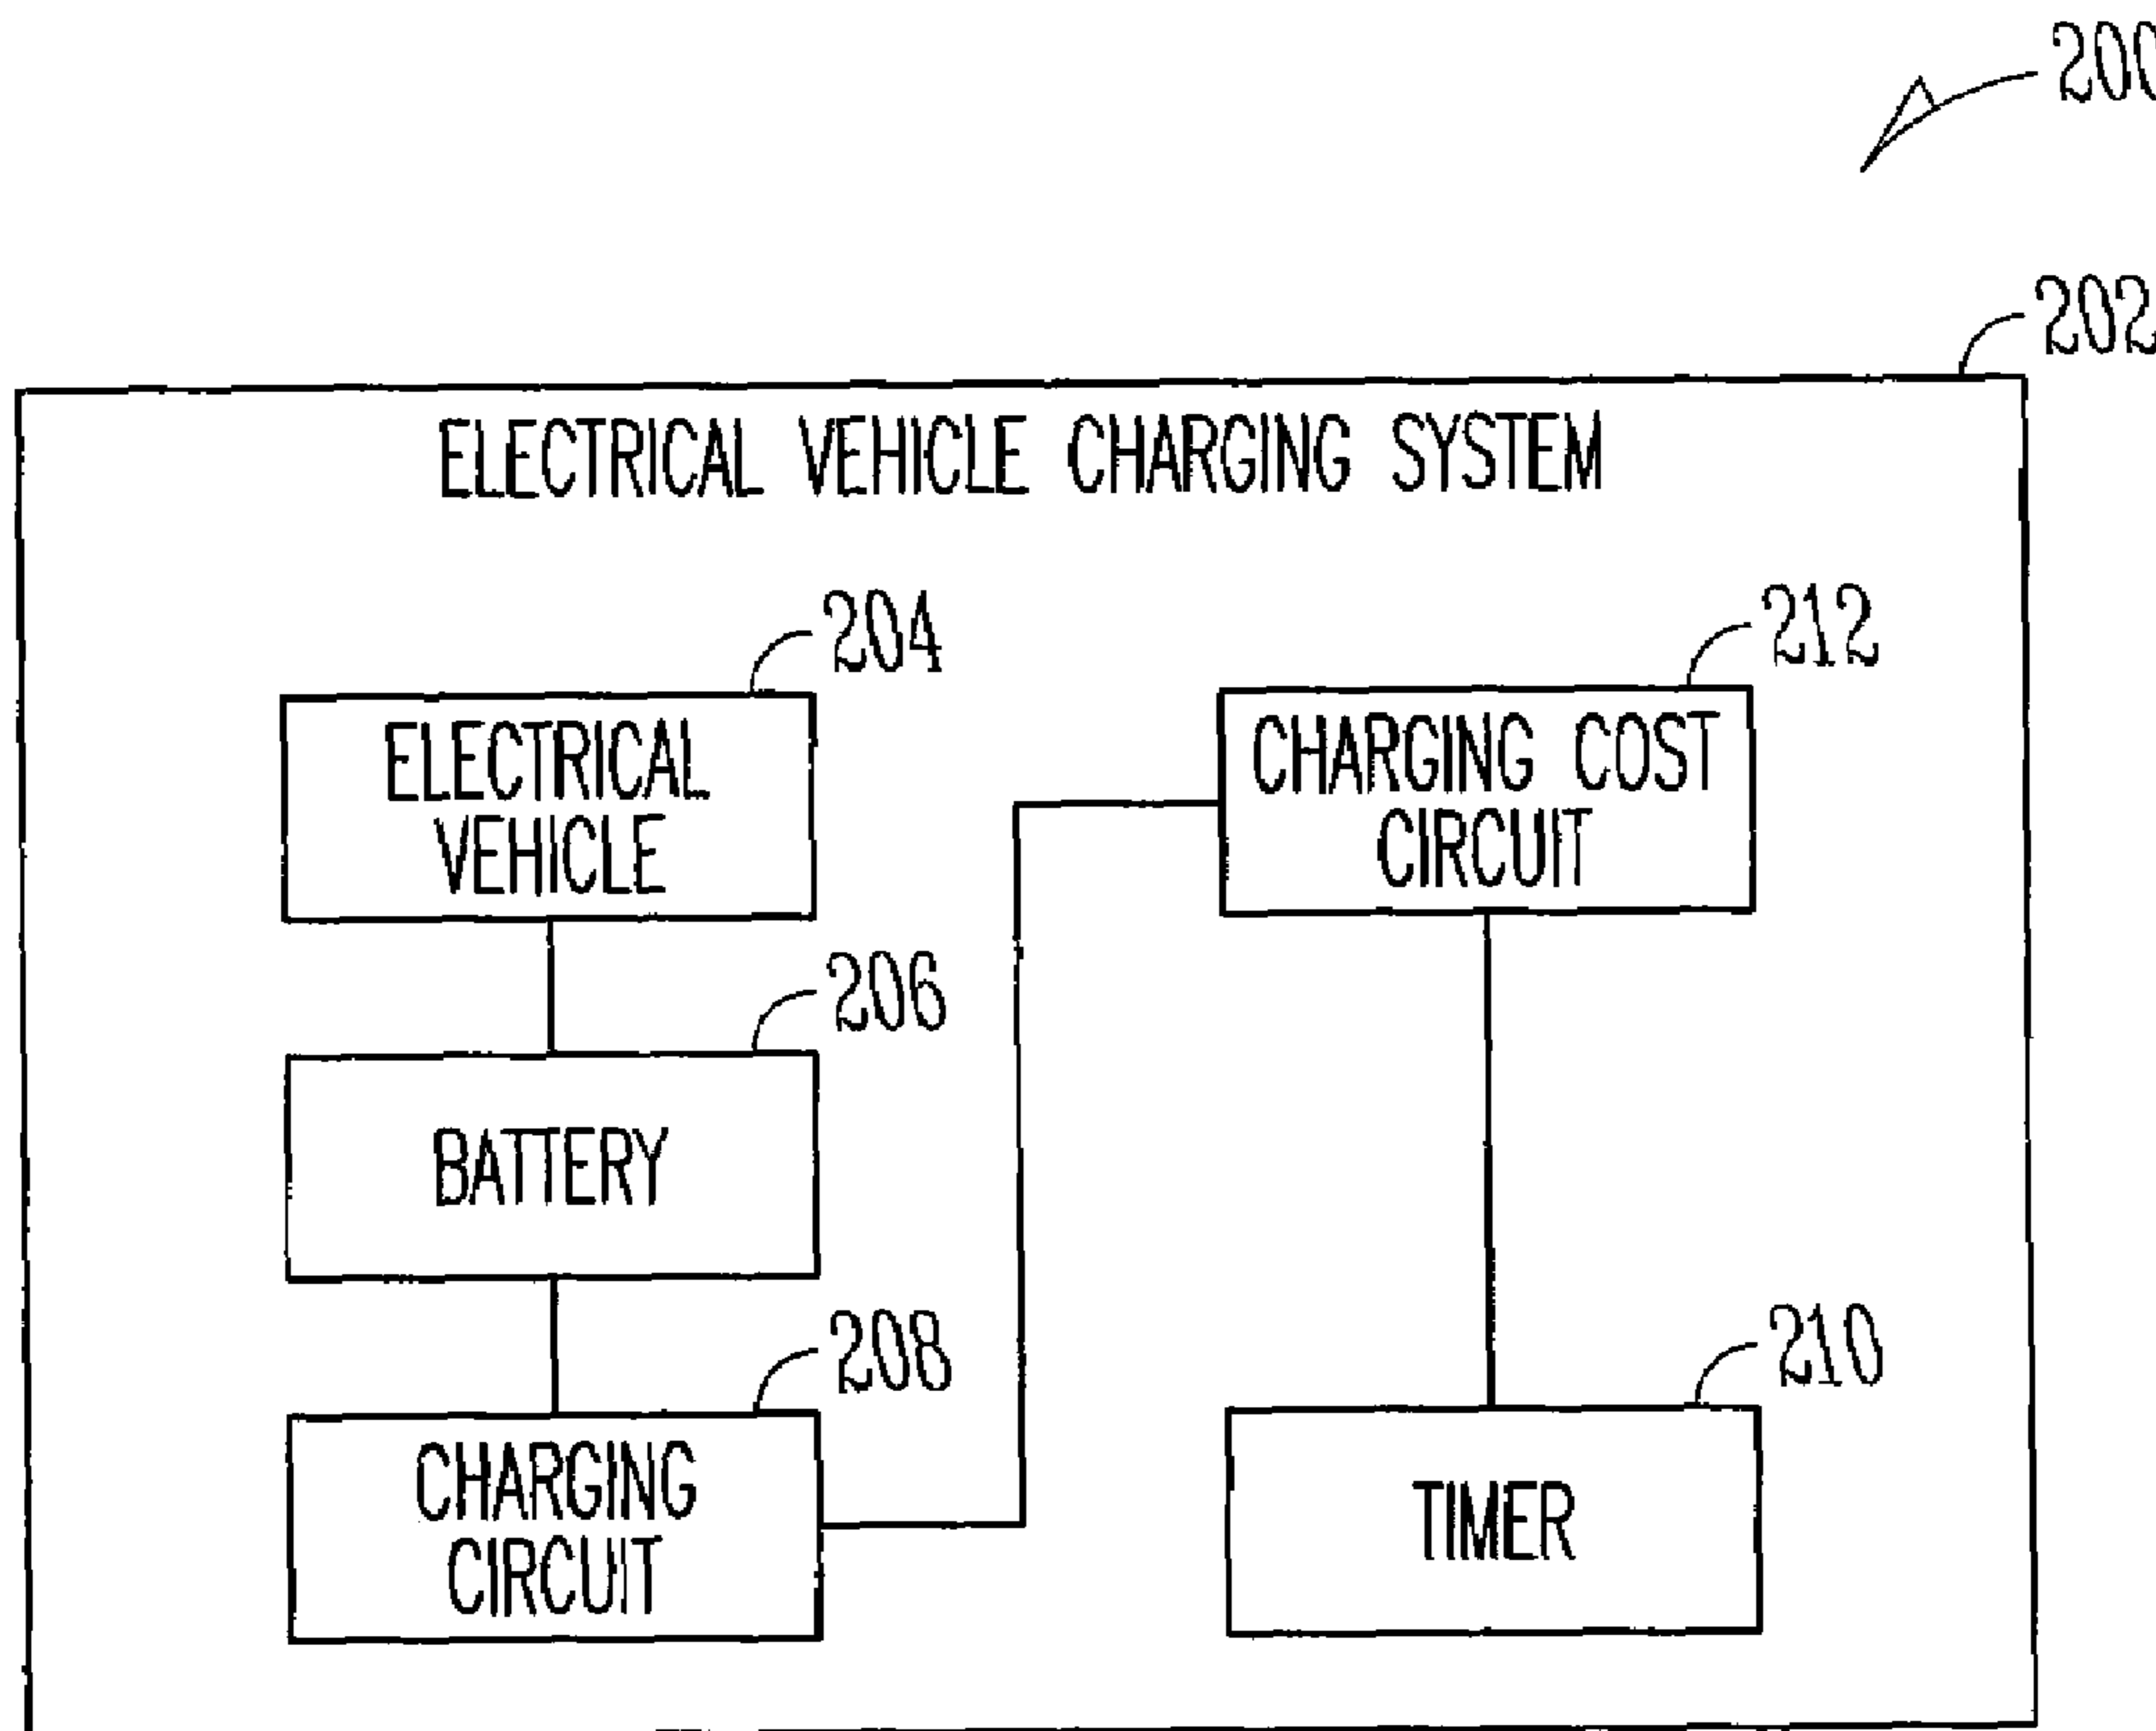 200
202
ELECTRICAL VEHICLE CHARGING SYSTEM
204
ELECTRICAL
VEHICLE
212
CHARGING COST
CIRCUIT
206
BATTERY
208
CHARGING
CIRCUIT
210
TIMER